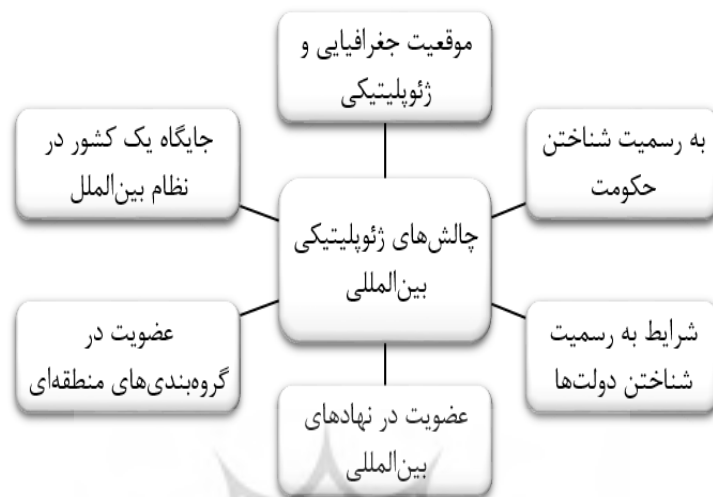 موقعیت جغرافیایی و
ژئوپلیتیکی
به رسمیت شناختن
حکومت
جایگاه یک کشور در
نظام بین‌الملل
چالش‌های ژئوپلیتیکی
بین‌المللی
شرایط به رسمیت
شناختن دولت‌ها
عضویت در
گروه‌بندی‌های منطقه‌ای
عضویت در نهادهای
بین‌المللی